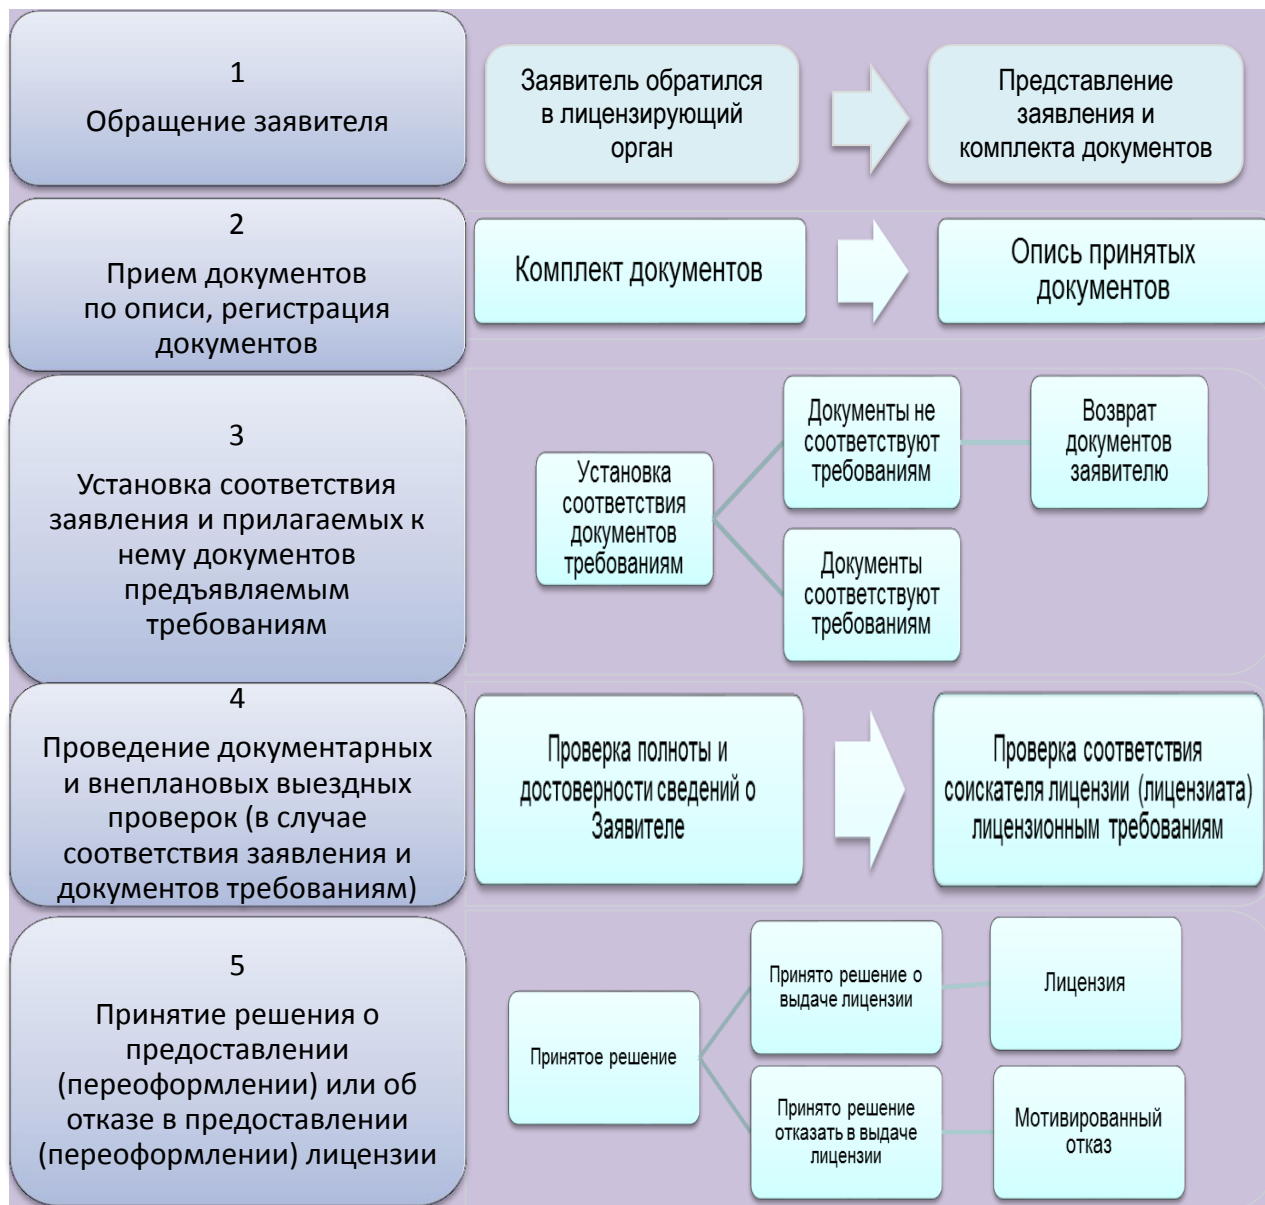 1
Обращение заявителя
Заявитель обратился
в лицензирующий
орган
Представление
заявления и
комплекта документов
2
Прием документов
по описи, регистрация
документов
Комплект документов
Опись принятых
документов
3
Установка соответствия
заявления и прилагаемых к
нему документов
предъявляемым
требованиям
Установка
соответствия
документов
требованиям
Документы не
соответствуют
требованиям
Возврат
документов
заявителю
Документы
соответствуют
требованиям
4
Проведение документарных
и внеплановых выездных
проверок (в случае
соответствия заявления и
документов требованиям)
Проверка полноты и
достоверности сведений о
Заявителе
Проверка соответствия
соискателя лицензии (лицензиата)
лицензионным требованиям
5
Принятие решения о
предоставлении
(переоформлении) или об
отказе в предоставлении
(переоформлении) лицензии
Принятое решение
Принято решение о
выдаче лицензии
Лицензия
Принято решение
отказать в выдаче
лицензии
Мотивированный
отказ